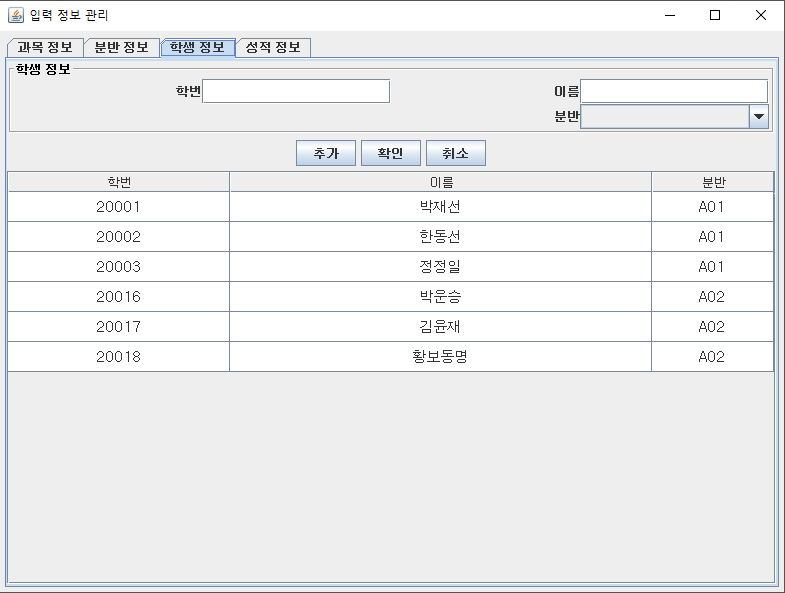 입력 정보 관리
과목 정보 분반 정보 학생 정보 성적 정보
학생 정보
학번 이름
분반
추가 확인 취소
학번 이름 분반
20001 박재선 A01
20002 한동선 A01
20003 정정일 A01
20016 박운승 A02
20017 김윤재 A02
20018 황보동명 A02